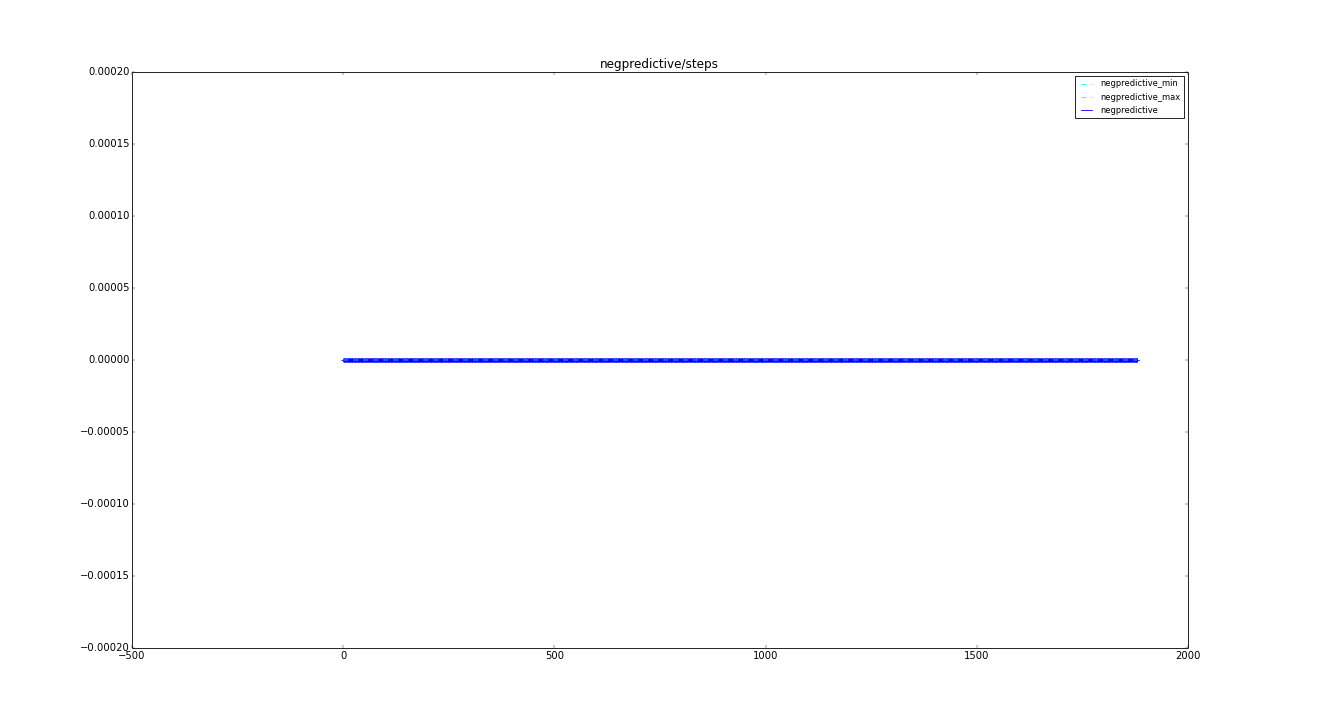 negpredictive/steps
0.00020
0.00015
0.00010
0.00005
0.00000
−0.00005
−0.00010
−0.00015
−0.00020
−500 0 500 1000 1500 2000
negpredictive_min
negpredictive_max
negpredictive